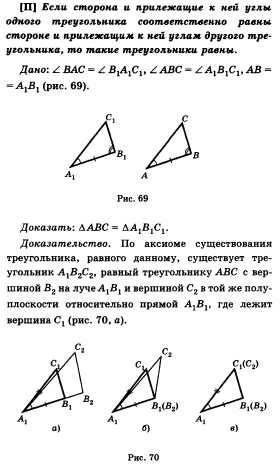 [П] Если сторона и прилежащие к ней углы
одного треугольника соответственно равны
стороне и прилежащим к ней углам другого тре-
угольника, то такие треугольники равны.
Дано: ∠ BAC = ∠ B₁A₁C₁, ∠ ABC = ∠ A₁B₁C₁, AB =
= A₁B₁ (рис. 69).
C₁
B₁
A₁
C
B
A
Рис. 69
Доказать: △ABC = △A₁B₁C₁.
Доказательство. По аксиоме существования
треугольника, равного данному, существует тре-
угольник A₁B₂C₂, равный треугольнику ABC с вер-
шиной B₂ на луче A₁B₁ и вершиной C₂ в той же полу-
плоскости относительно прямой A₁B₁, где лежит
вершина C₁ (рис. 70, а).
C₂
C₁
B₁
B₂
A₁
а)
C₂
C₁
B₁(B₂)
A₁
б)
C₁(C₂)
B₁(B₂)
A₁
в)
Рис. 70